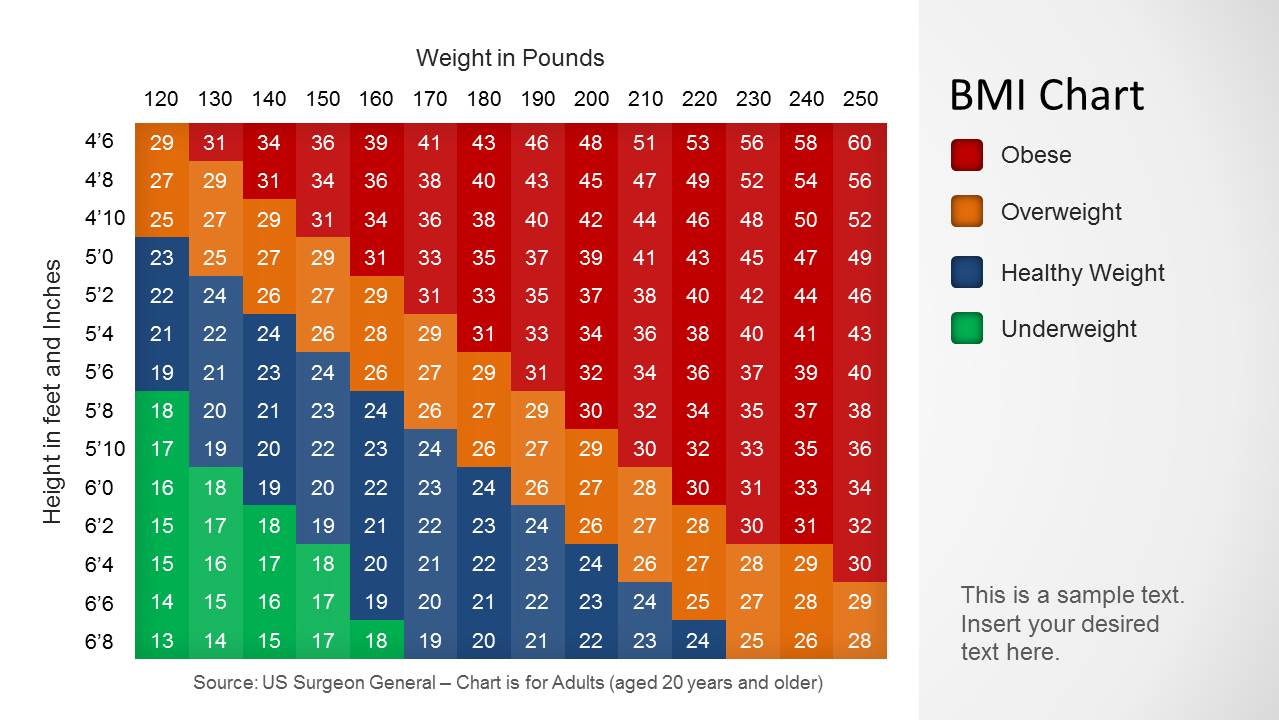 Weight in Pounds
BMI Chart
120 130 140 150 160 170 180 190 200 210 220 230 240 250
4’6 29 31 34 36 39 41 43 46 48 51 53 56 58 60
4’8 27 29 31 34 36 38 40 43 45 47 49 52 54 56
4’10 25 27 29 31 34 36 38 40 42 44 46 48 50 52
5’0 23 25 27 29 31 33 35 37 39 41 43 45 47 49
5’2 22 24 26 27 29 31 33 35 37 38 40 42 44 46
5’4 21 22 24 26 28 29 31 33 34 36 38 40 41 43
5’6 19 21 23 24 26 27 29 31 32 34 36 37 39 40
5’8 18 20 21 23 24 26 27 29 30 32 34 35 37 38
5’10 17 19 20 22 23 24 26 27 29 30 32 33 35 36
6’0 16 18 19 20 22 23 24 26 27 28 30 31 33 34
6’2 15 17 18 19 21 22 23 24 26 27 28 30 31 32
6’4 15 16 17 18 20 21 22 23 24 26 27 28 29 30
6’6 14 15 16 17 19 20 21 22 23 24 25 27 28 29
6’8 13 14 15 17 18 19 20 21 22 23 24 25 26 28
Height in feet and Inches
Source: US Surgeon General – Chart is for Adults (aged 20 years and older)
Obese
Overweight
Healthy Weight
Underweight
This is a sample text.
Insert your desired
text here.